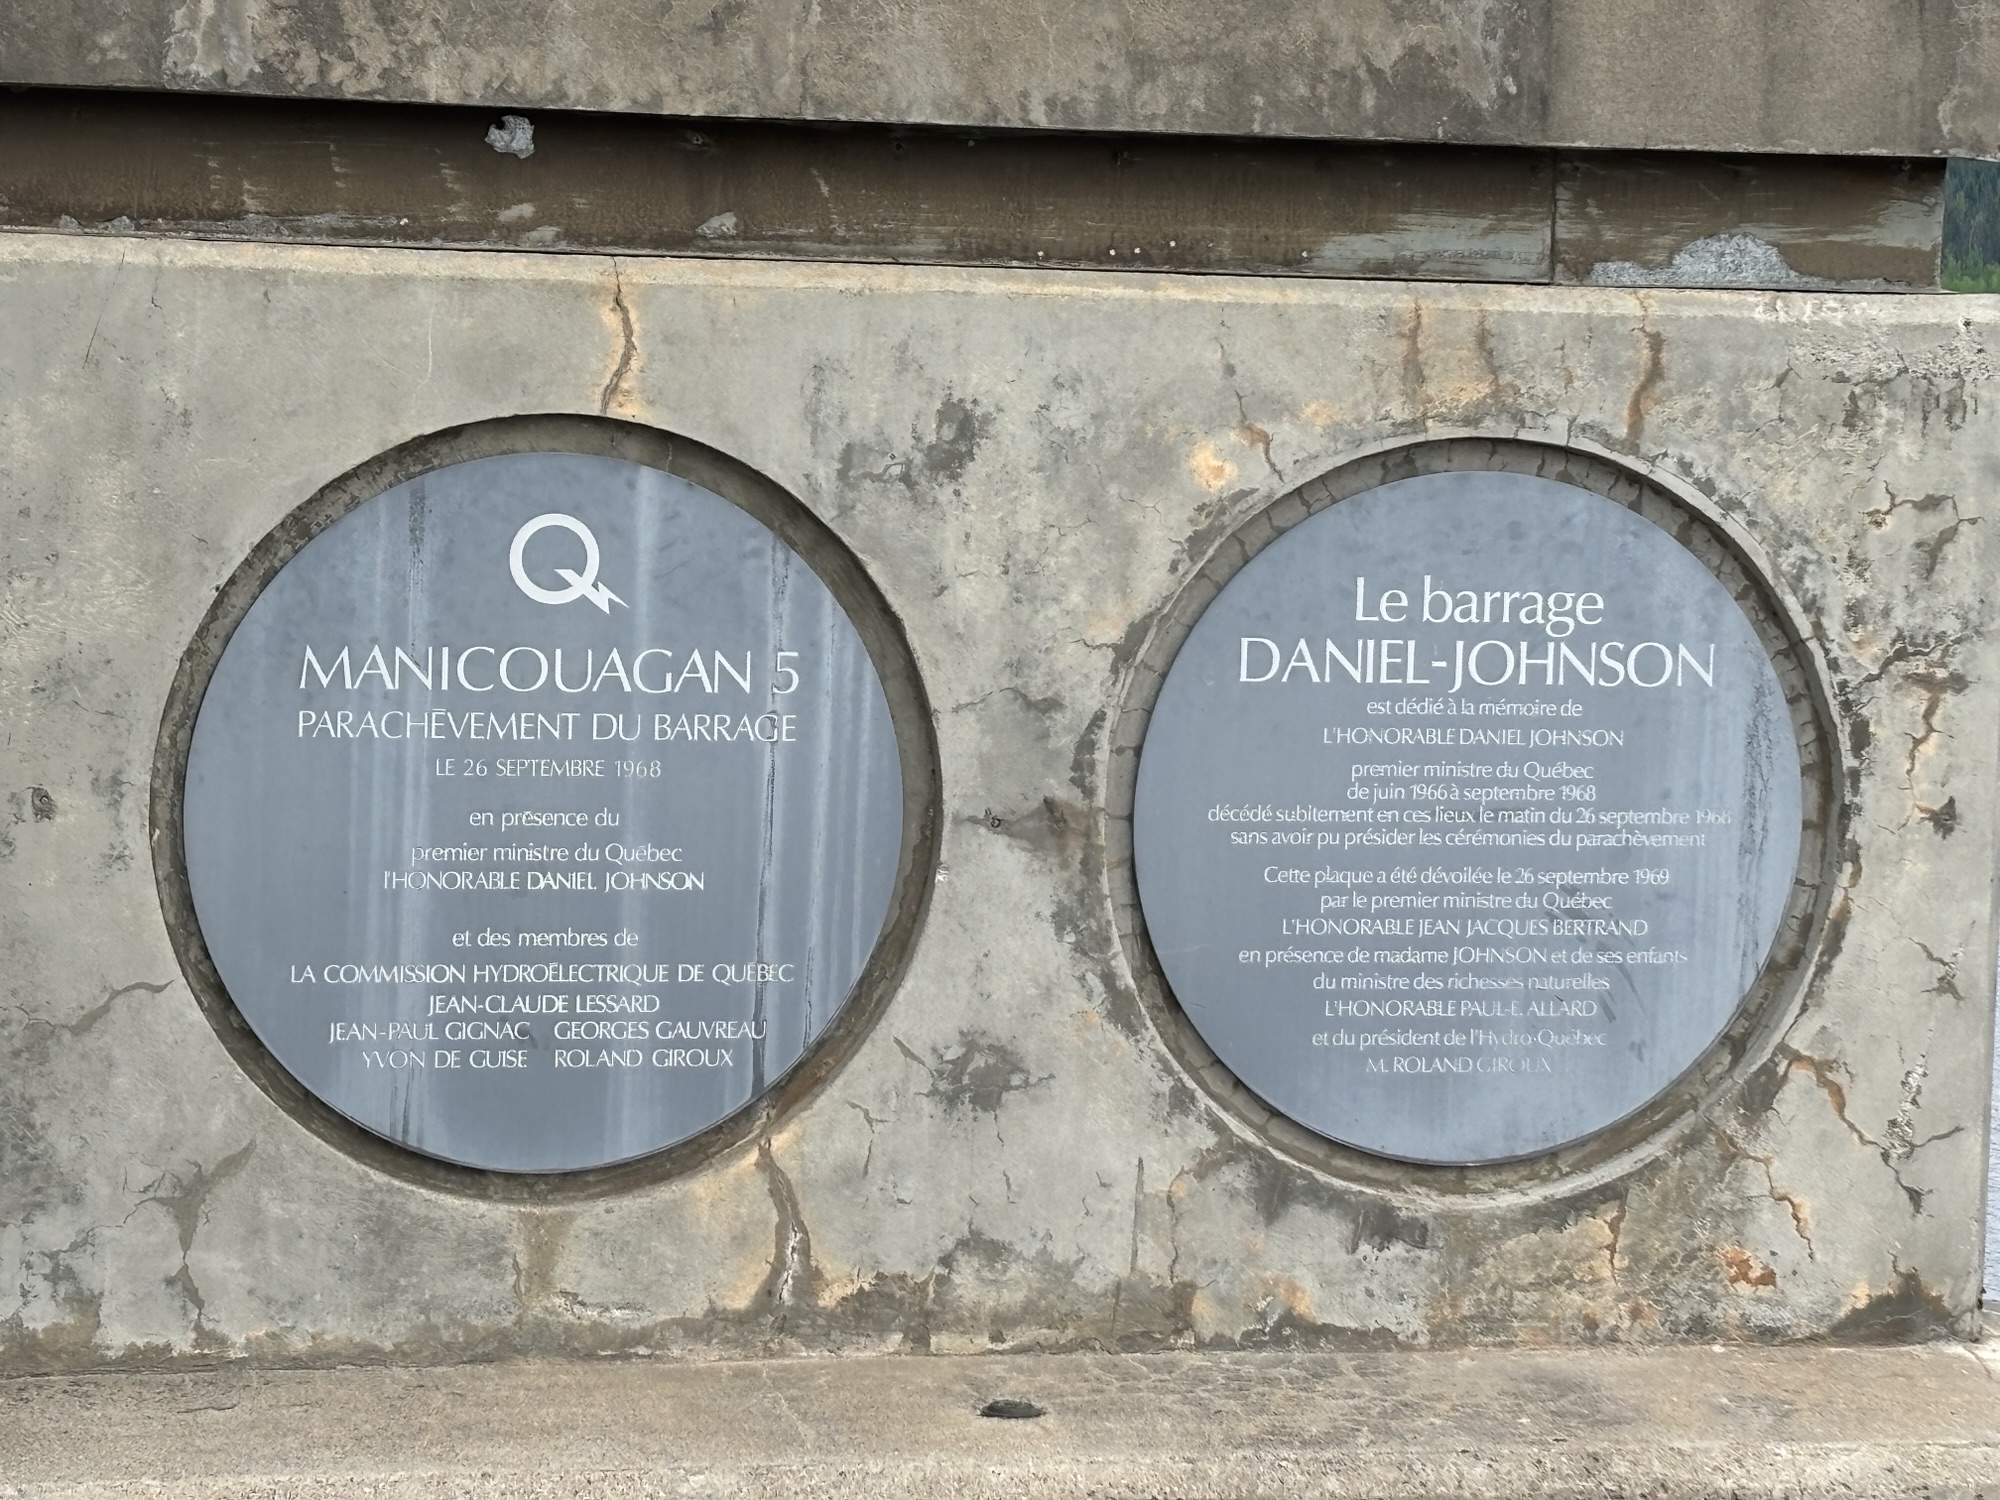 Q
MANICOUAGAN 5
PARACHÈVEMENT DU BARRAGE
LE 26 SEPTEMBRE 1968
en présence du
premier ministre du Québec
l'HONORABLE DANIEL JOHNSON
et des membres de
LA COMMISSION HYDROÉLECTRIQUE DE QUÉBEC
JEAN-CLAUDE LESSARD
JEAN-PAUL GIGNAC GEORGES GAUVREAU
YVON DE GUISE ROLAND GIROUX
Le barrage
DANIEL-JOHNSON
est dédié à la mémoire de
L'HONORABLE DANIEL JOHNSON
premier ministre du Québec
de juin 1966 à septembre 1968
décédé subitement en ces lieux le matin du 26 septembre 1968
sans avoir pu présider les cérémonies du parachèvement
Cette plaque a été dévoilée le 26 septembre 1969
par le premier ministre du Québec
L'HONORABLE JEAN JACQUES BERTRAND
en présence de madame JOHNSON et de ses enfants
du ministre des richesses naturelles
L'HONORABLE PAUL-E. ALLARD
et du président de l'Hydro-Québec
M. ROLAND GIROUX